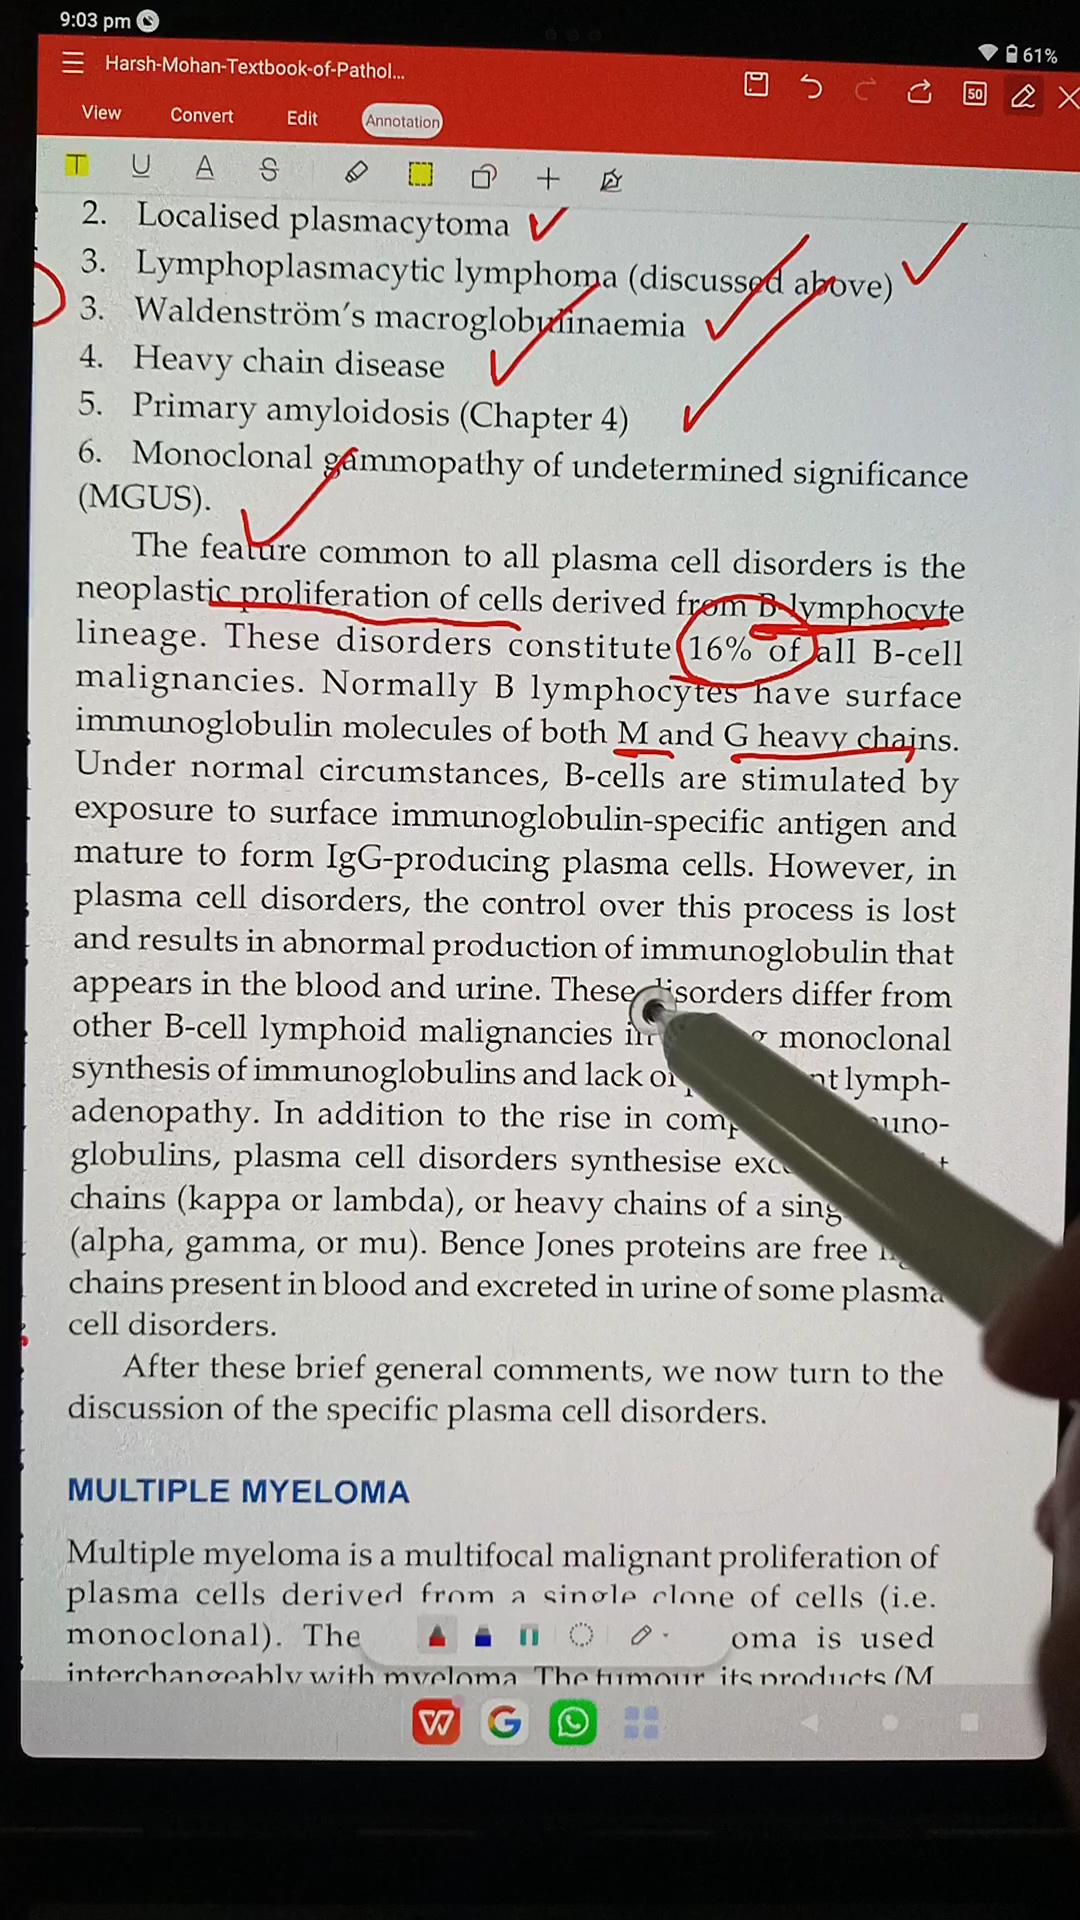 9:03 pm
61%
Harsh-Mohan-Textbook-of-Pathol...
50
View Convert Edit Annotation
T U A S
2. Localised plasmacytoma
3. Lymphoplasmacytic lymphoma (discussed above)
3. Waldenström's macroglobulinaemia
4. Heavy chain disease
5. Primary amyloidosis (Chapter 4)
6. Monoclonal gammopathy of undetermined significance
(MGUS).
The feature common to all plasma cell disorders is the
neoplastic proliferation of cells derived from B lymphocyte
lineage. These disorders constitute 16% of all B-cell
malignancies. Normally B lymphocytes have surface
immunoglobulin molecules of both M and G heavy chains.
Under normal circumstances, B-cells are stimulated by
exposure to surface immunoglobulin-specific antigen and
mature to form IgG-producing plasma cells. However, in
plasma cell disorders, the control over this process is lost
and results in abnormal production of immunoglobulin that
appears in the blood and urine. These disorders differ from
other B-cell lymphoid malignancies monoclonal
synthesis of immunoglobulins and lack lymph-
adenopathy. In addition to the rise in
globulins, plasma cell disorders synthesise
chains (kappa or lambda), or heavy chains of a
(alpha, gamma, or mu). Bence Jones proteins are free
chains present in blood and excreted in urine of some plasma
cell disorders.
After these brief general comments, we now turn to the
discussion of the specific plasma cell disorders.
MULTIPLE MYELOMA
Multiple myeloma is a multifocal malignant proliferation of
plasma cells derived from a single clone of cells (i.e.
monoclonal). The is used
interchangeably with myeloma. The tumour, its products (M